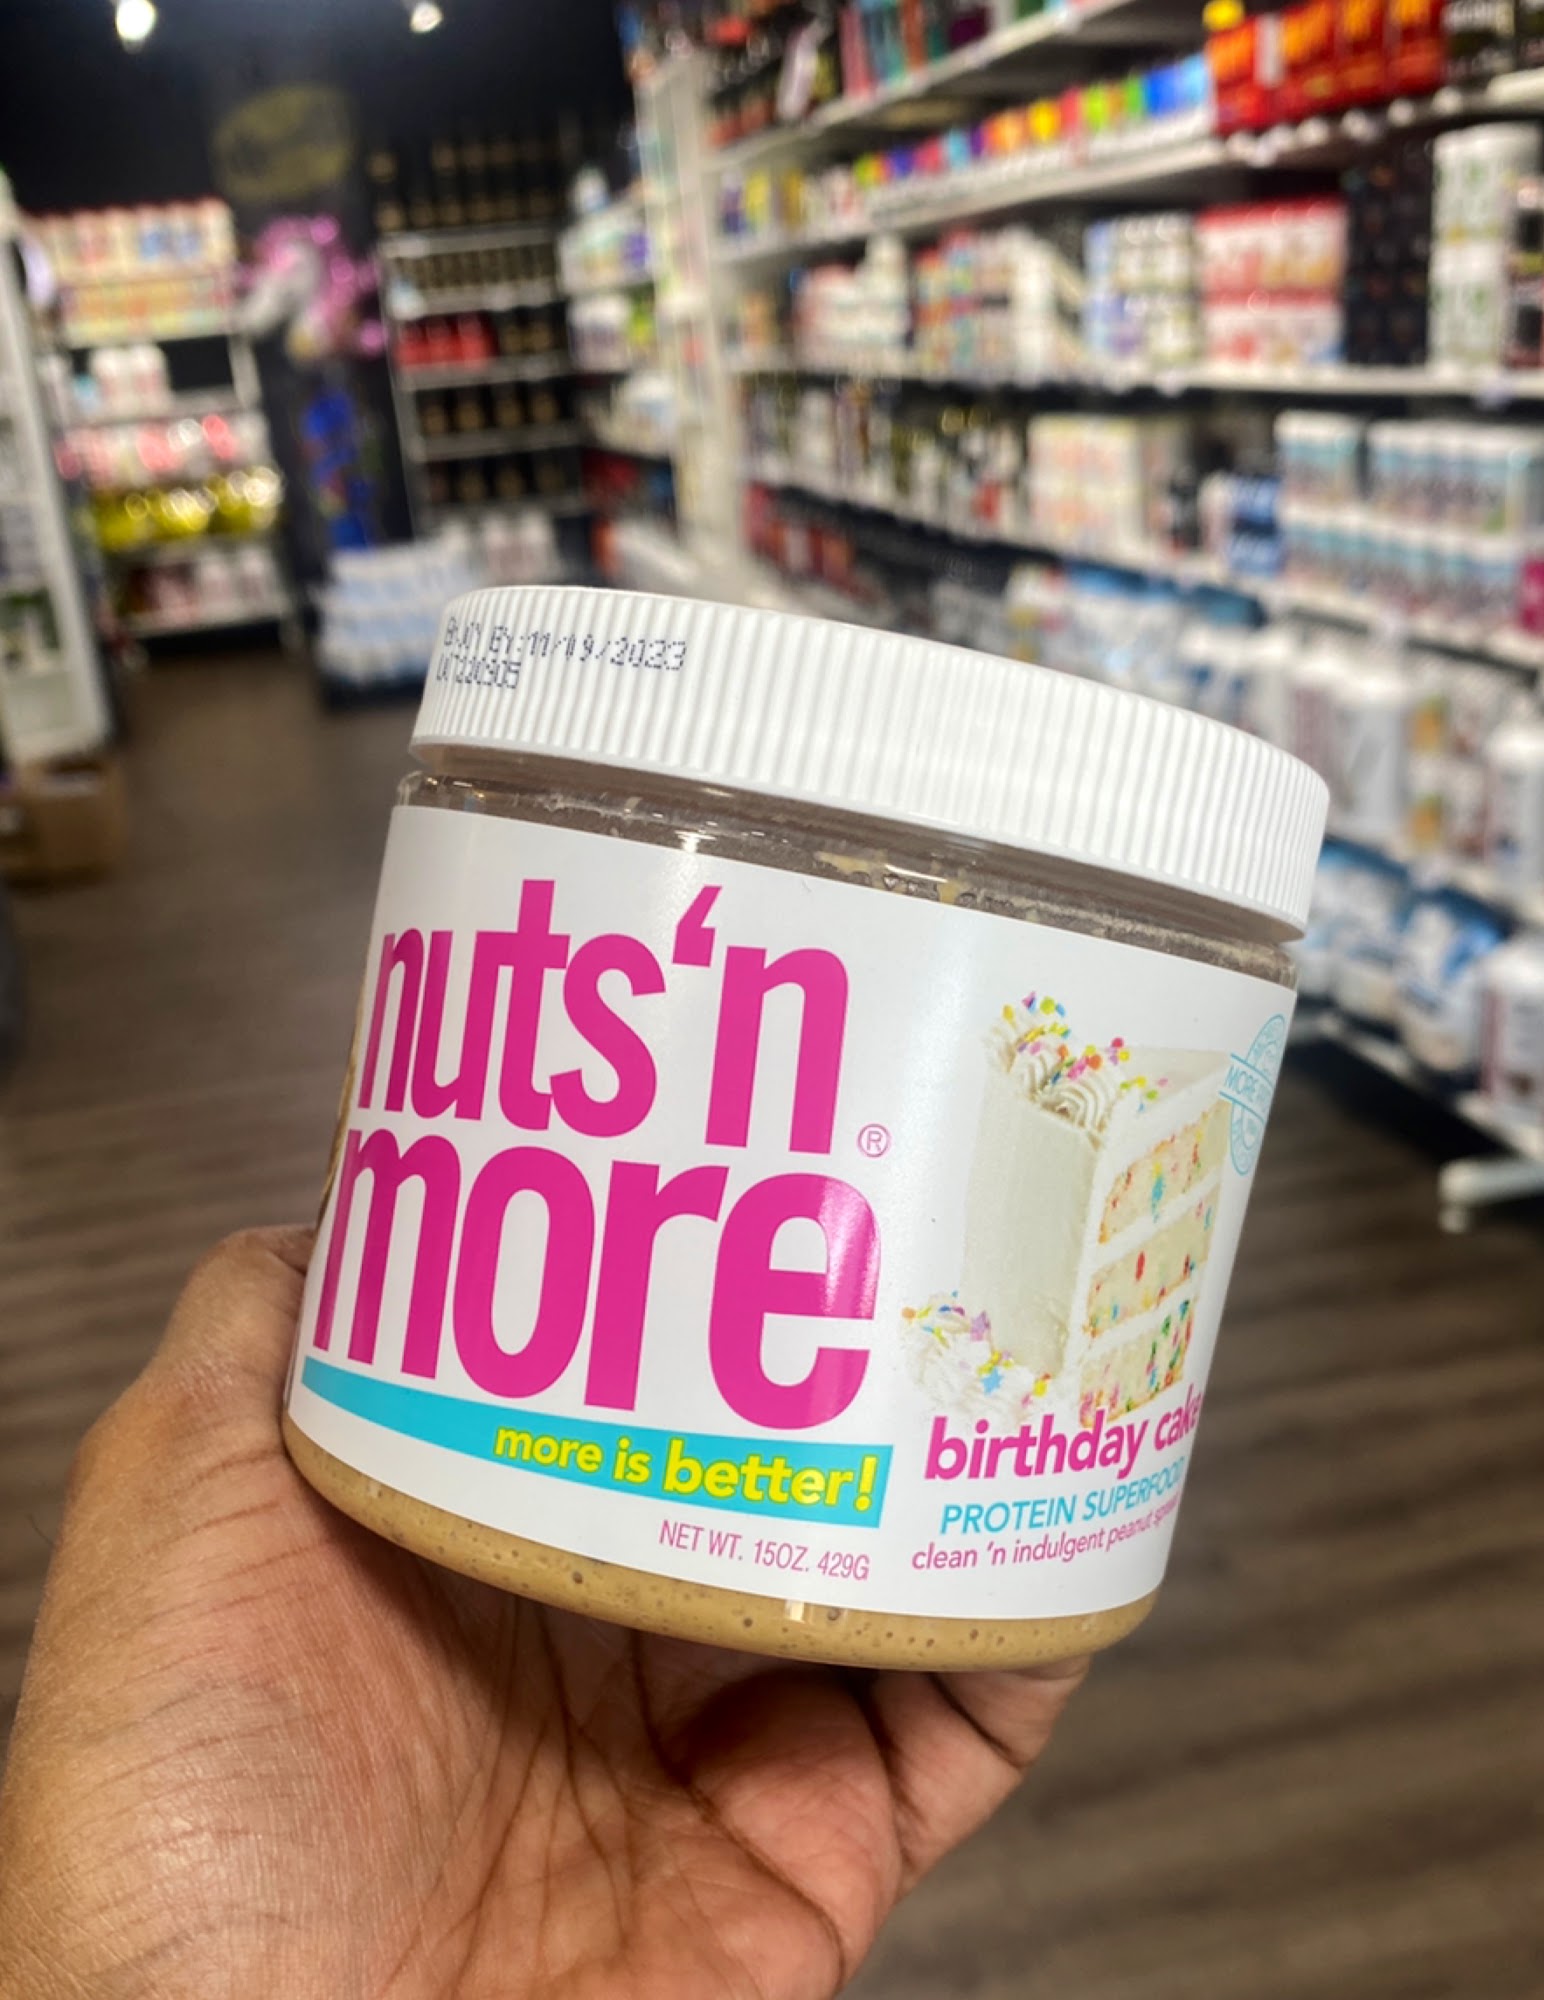 BUY BY:11/19/2023
nuts 'n
more®
more is better!
NET WT. 15OZ. 429G
MORE
birthday cake
PROTEIN SUPERFOOD
clean 'n indulgent peanut spread